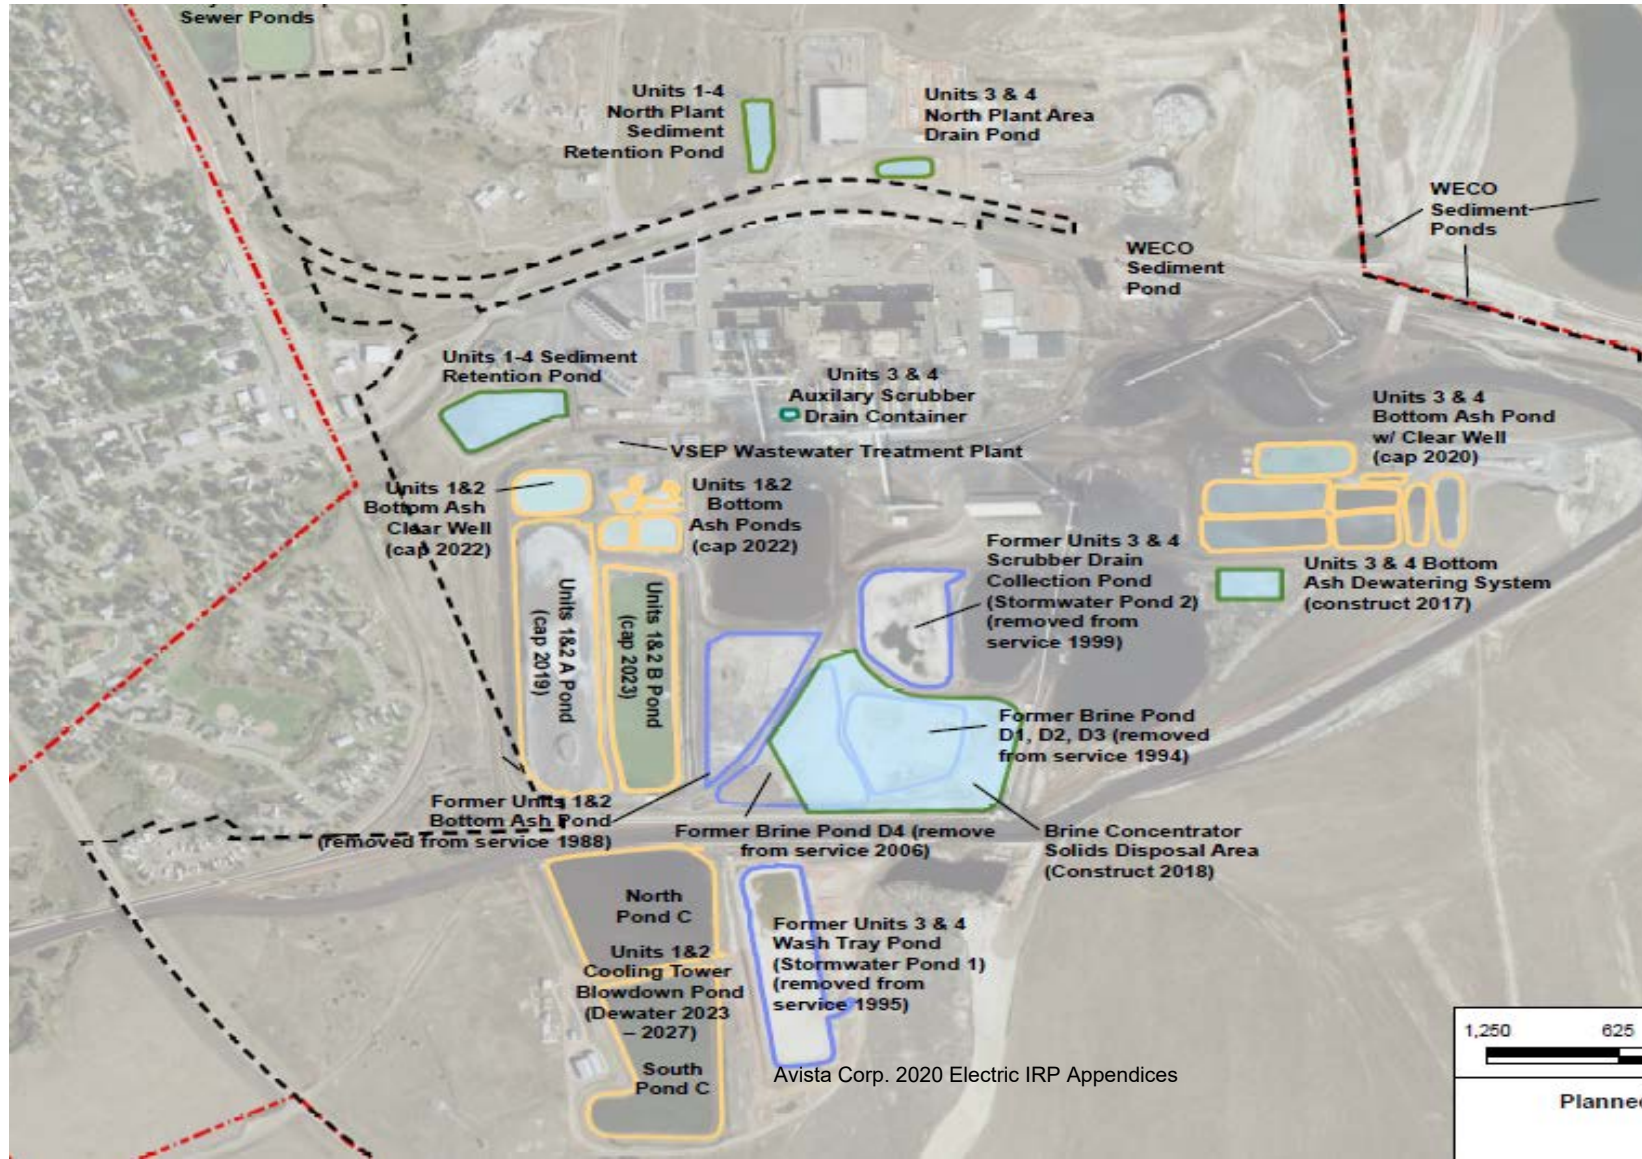 Sewer Ponds
Units 1-4
North Plant
Sediment
Retention Pond
Units 3 & 4
North Plant Area
Drain Pond
WECO
Sediment
Ponds
WECO
Sediment
Pond
Units 1-4 Sediment
Retention Pond
Units 3 & 4
Auxilary Scrubber
Drain Container
Units 3 & 4
Bottom Ash Pond
w/ Clear Well
(cap 2020)
VSEP Wastewater Treatment Plant
Units 1&2
Bottom Ash
Clear Well
(cap 2022)
Units 1&2
Bottom
Ash Ponds
(cap 2022)
Former Units 3 & 4
Scrubber Drain
Collection Pond
(Stormwater Pond 2)
(removed from
service 1999)
Units 3 & 4 Bottom
Ash Dewatering System
(construct 2017)
Units 1&2 A Pond
(cap 2019)
Units 1&2 B Pond
(cap 2023)
Former Brine Pond
D1, D2, D3 (removed
from service 1994)
Former Units 1&2
Bottom Ash Pond
(removed from service 1988)
Former Brine Pond D4 (remove
from service 2006)
Brine Concentrator
Solids Disposal Area
(Construct 2018)
North
Pond C
Units 1&2
Cooling Tower
Blowdown Pond
(Dewater 2023
– 2027)
South
Pond C
Former Units 3 & 4
Wash Tray Pond
(Stormwater Pond 1)
(removed from
service 1995)
1,250 625
Avista Corp. 2020 Electric IRP Appendices
Planne